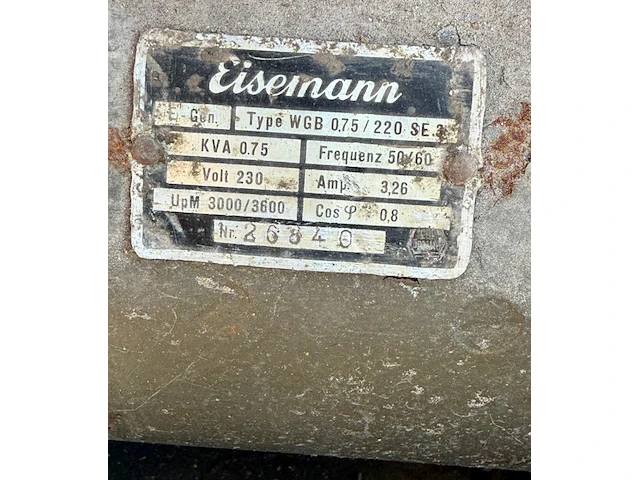 Eisemann
E-Gen. Type WGB 0,75/220 SE.3
KVA 0.75 Frequenz 50/60
Volt 230 Amp. 3,26
UpM 3000/3600 Cos φ 0,8
Nr. 26840